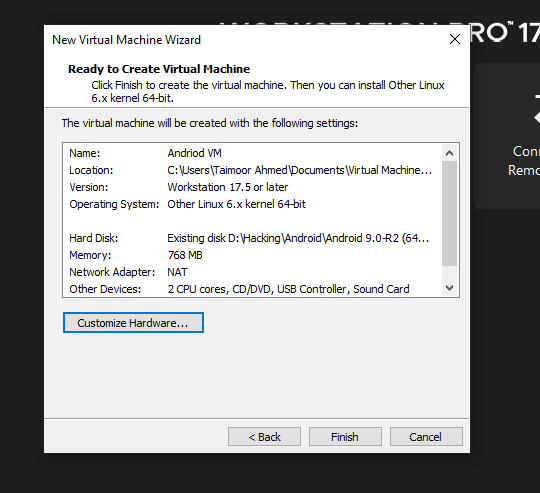 WORKSTATION PRO™ 17
New Virtual Machine Wizard
Ready to Create Virtual Machine
Click Finish to create the virtual machine. Then you can install Other Linux
6.x kernel 64-bit.
The virtual machine will be created with the following settings:
Name: Andriod VM
Location: C:\Users\Taimoor Ahmed\Documents\Virtual Machine...
Version: Workstation 17.5 or later
Operating System: Other Linux 6.x kernel 64-bit
Hard Disk: Existing disk D:\Hacking\Android\Android 9.0-R2 (64...
Memory: 768 MB
Network Adapter: NAT
Other Devices: 2 CPU cores, CD/DVD, USB Controller, Sound Card
Customize Hardware...
< Back Finish Cancel
Conn
Remo